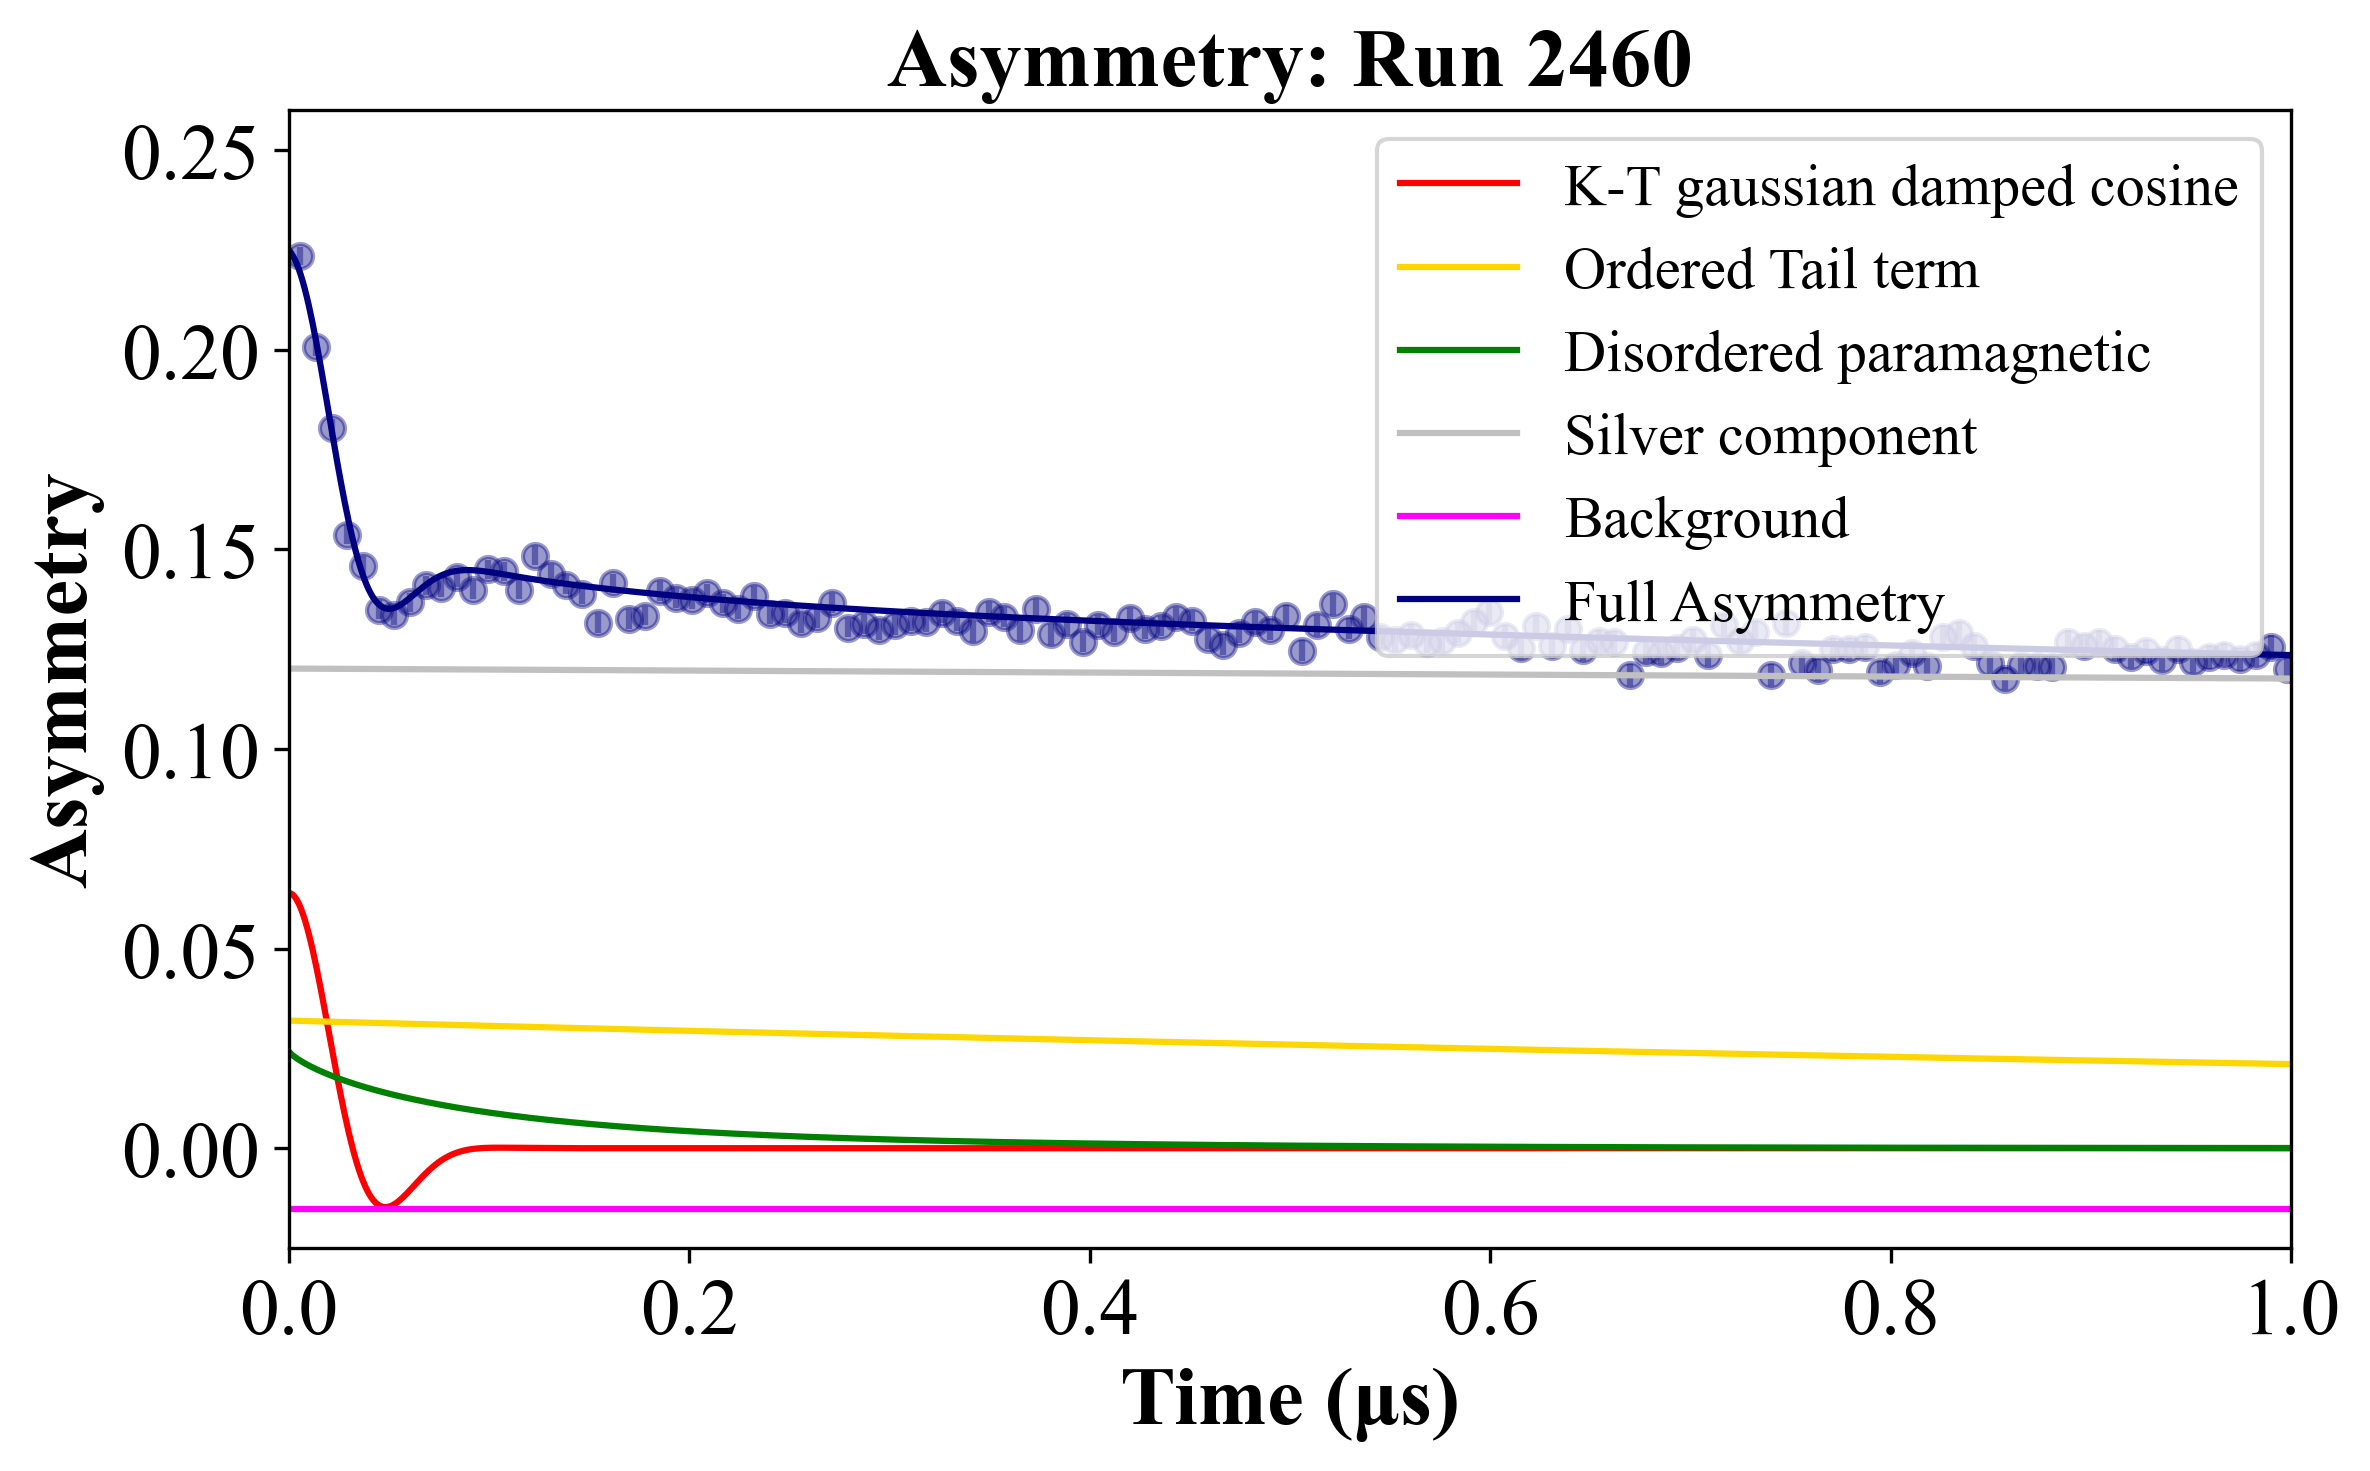 Asymmetry: Run 2460
0.25
0.20
0.15
0.10
0.05
0.00
Asymmetry
K-T gaussian damped cosine
Ordered Tail term
Disordered paramagnetic
Silver component
Background
Full Asymmetry
0.0 0.2 0.4 0.6 0.8 1.0
Time (μs)